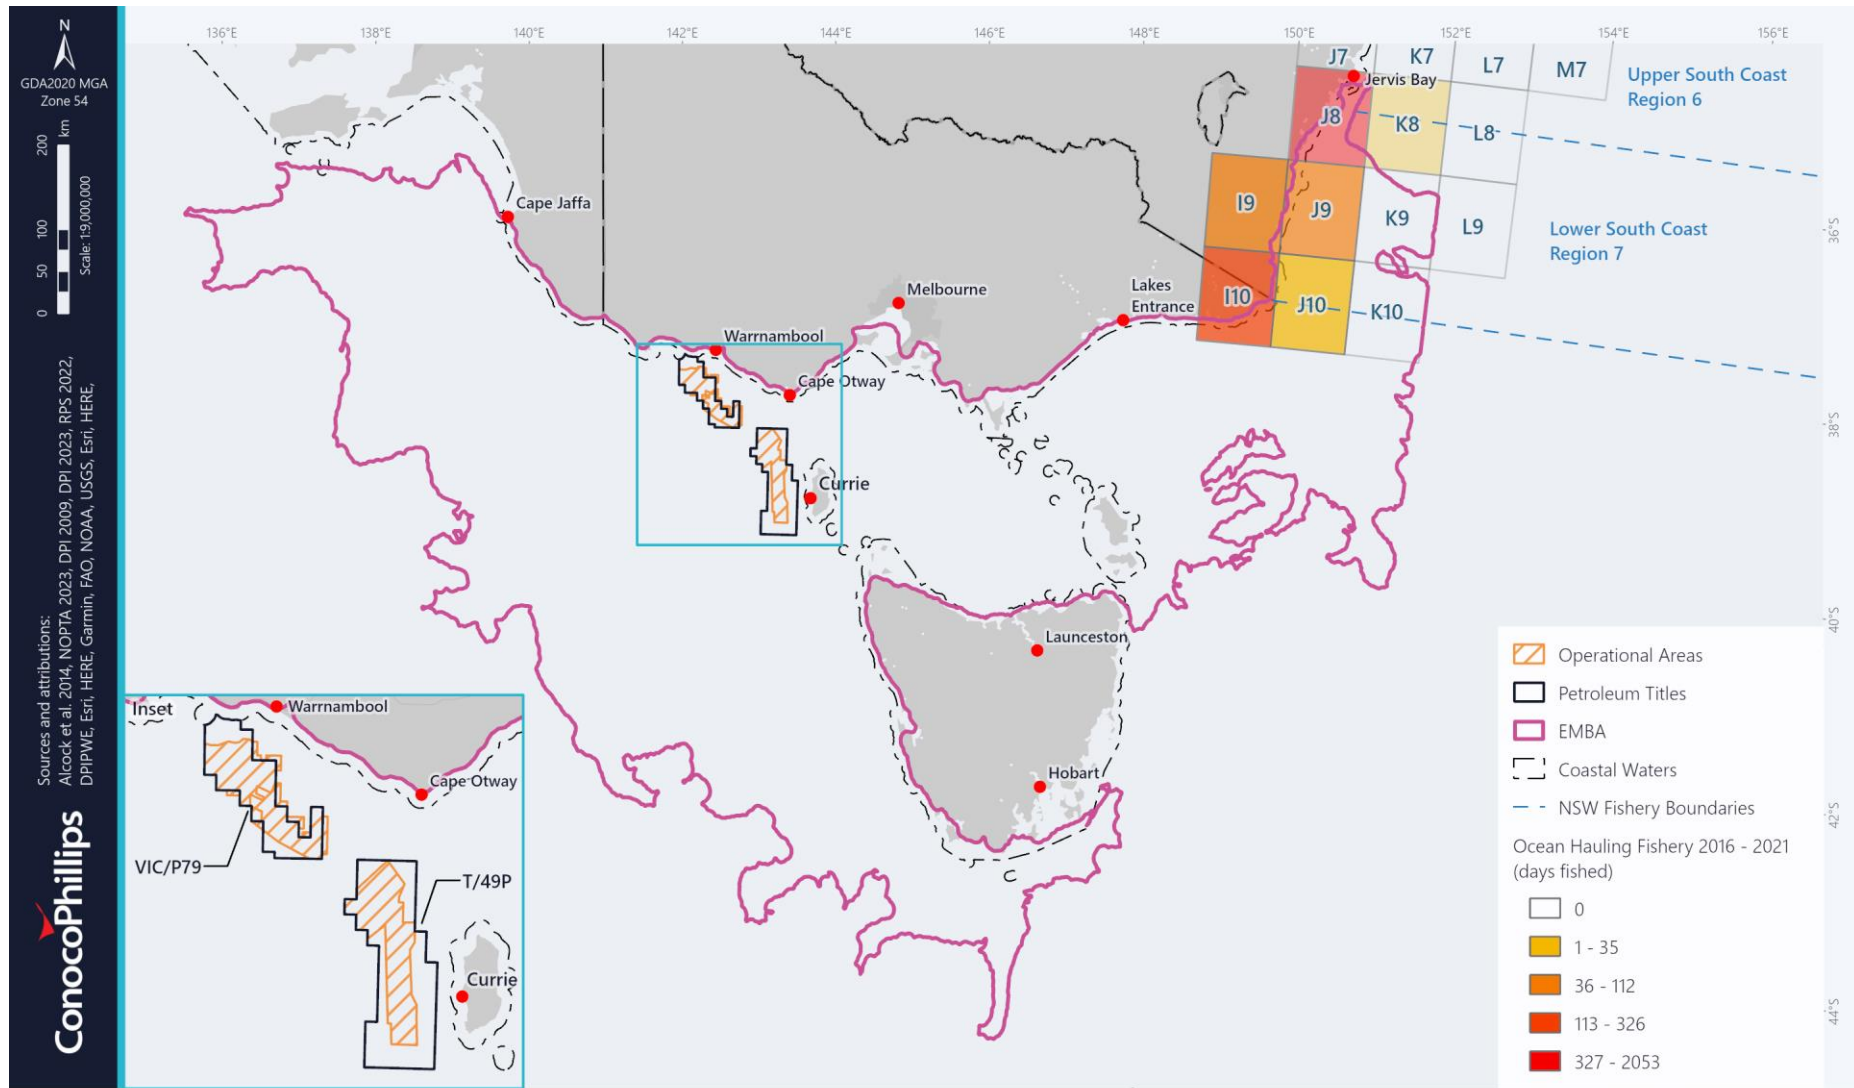 N
GDA2020 MGA
Zone 54
200
100
50
0
km
Scale: 1:9,000,000
Sources and attributions:
Alcock et al. 2014, NOPTA 2023, DPI 2009, DPI 2023, RPS 2022,
DPIPWE, Esri, HERE, Garmin, FAO, NOAA, USGS, Esri, HERE,
ConocoPhillips
136°E
138°E
140°E
142°E
144°E
146°E
148°E
150°E
152°E
154°E
156°E
J7
K7
L7
M7
Jervis Bay
J8
K8
L8
I9
J9
K9
L9
I10
J10
K10
Upper South Coast
Region 6
Lower South Coast
Region 7
36°S
38°S
40°S
42°S
44°S
Cape Jaffa
Melbourne
Lakes
Entrance
Warrnambool
Cape Otway
Currie
Launceston
Hobart
Inset
Warrnambool
Cape Otway
VIC/P79
T/49P
Currie
Operational Areas
Petroleum Titles
EMBA
Coastal Waters
NSW Fishery Boundaries
Ocean Hauling Fishery 2016 - 2021
(days fished)
0
1 - 35
36 - 112
113 - 326
327 - 2053